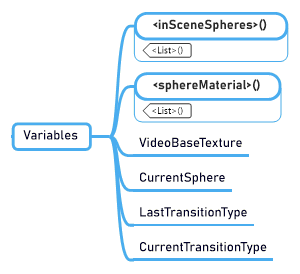 <inSceneSpheres>()
<List>()
<sphereMaterial>()
<List>()
Variables
VideoBaseTexture
CurrentSphere
LastTransitionType
CurrentTransitionType